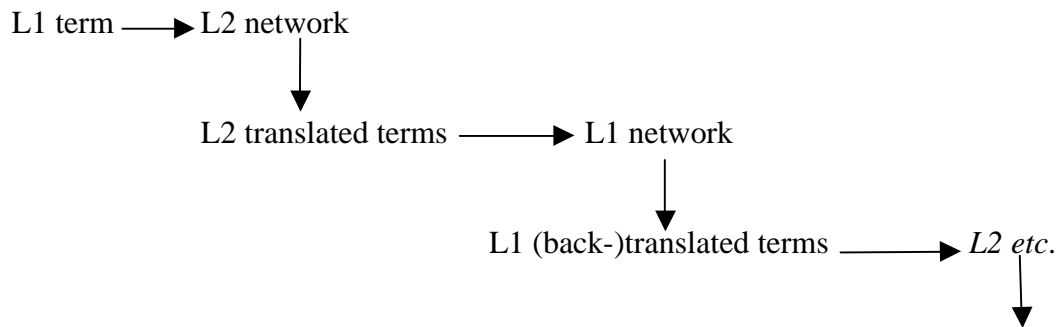 L1 term L2 network
L2 translated terms L1 network
L1 (back-)translated terms L2 etc.